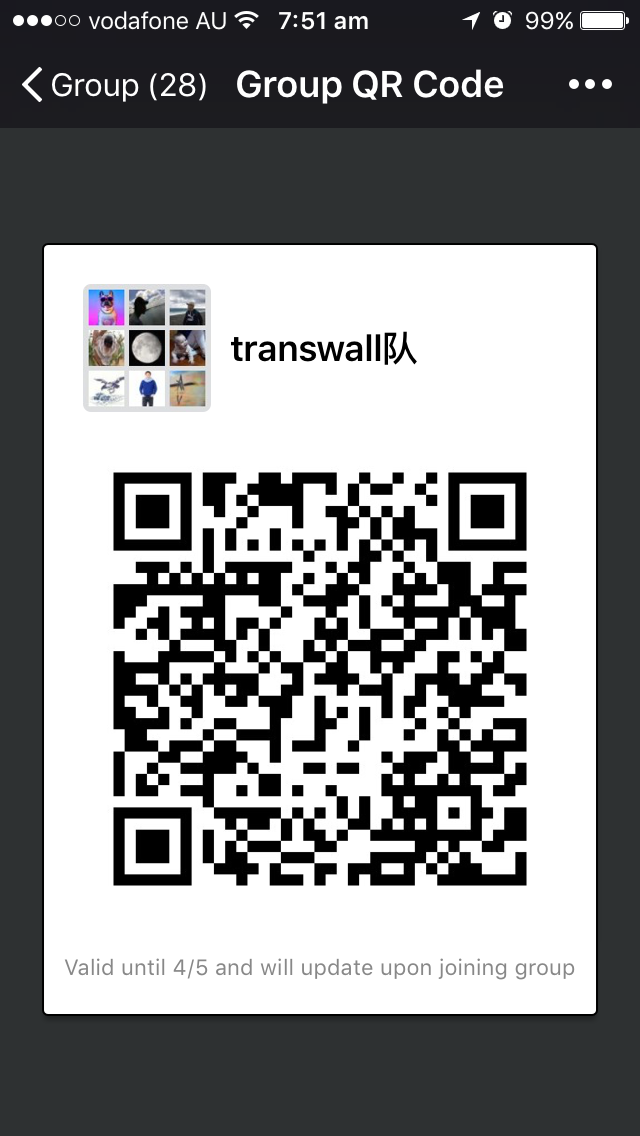 vodafone AU 7:51 am 99%
Group (28) Group QR Code
transwall队
Valid until 4/5 and will update upon joining group